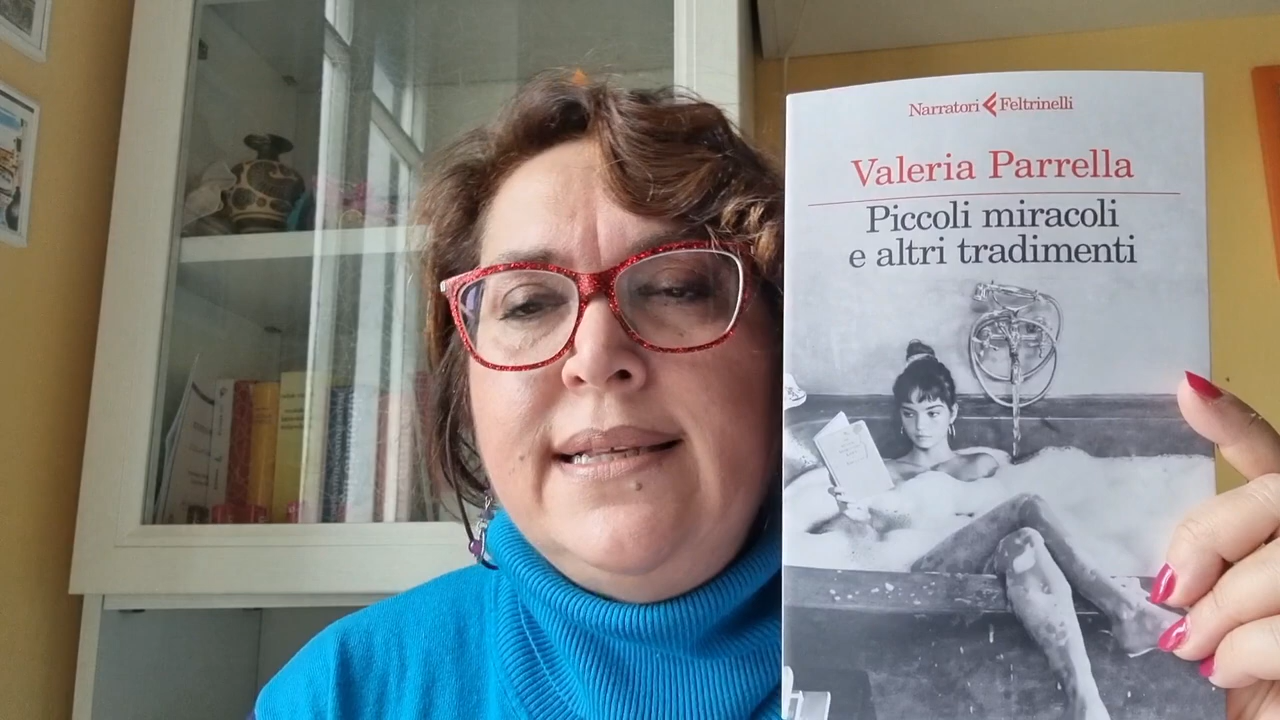 Narratori Feltrinelli
Valeria Parrella
Piccoli miracoli
e altri tradimenti